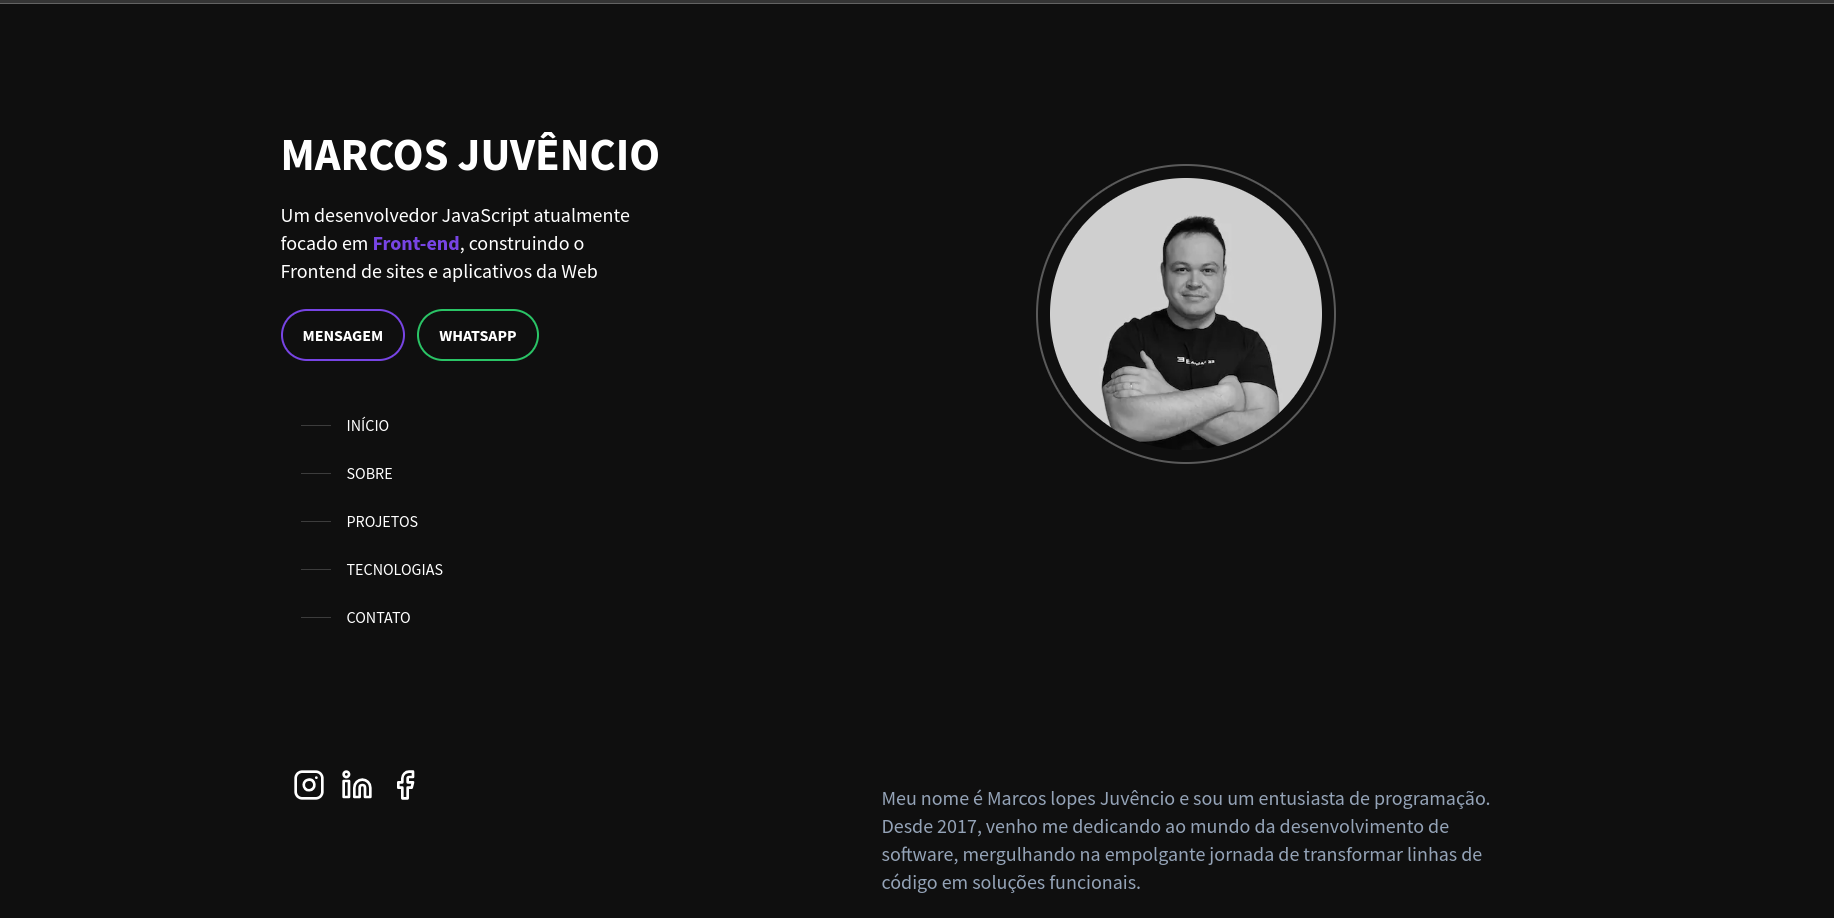 MARCOS JUVÊNCIO
Um desenvolvedor JavaScript atualmente
focado em Front-end, construindo o
Frontend de sites e aplicativos da Web
MENSAGEM
WHATSAPP
INÍCIO
SOBRE
PROJETOS
TECNOLOGIAS
CONTATO
Meu nome é Marcos lopes Juvêncio e sou um entusiasta de programação.
Desde 2017, venho me dedicando ao mundo da desenvolvimento de
software, mergulhando na empolgante jornada de transformar linhas de
código em soluções funcionais.